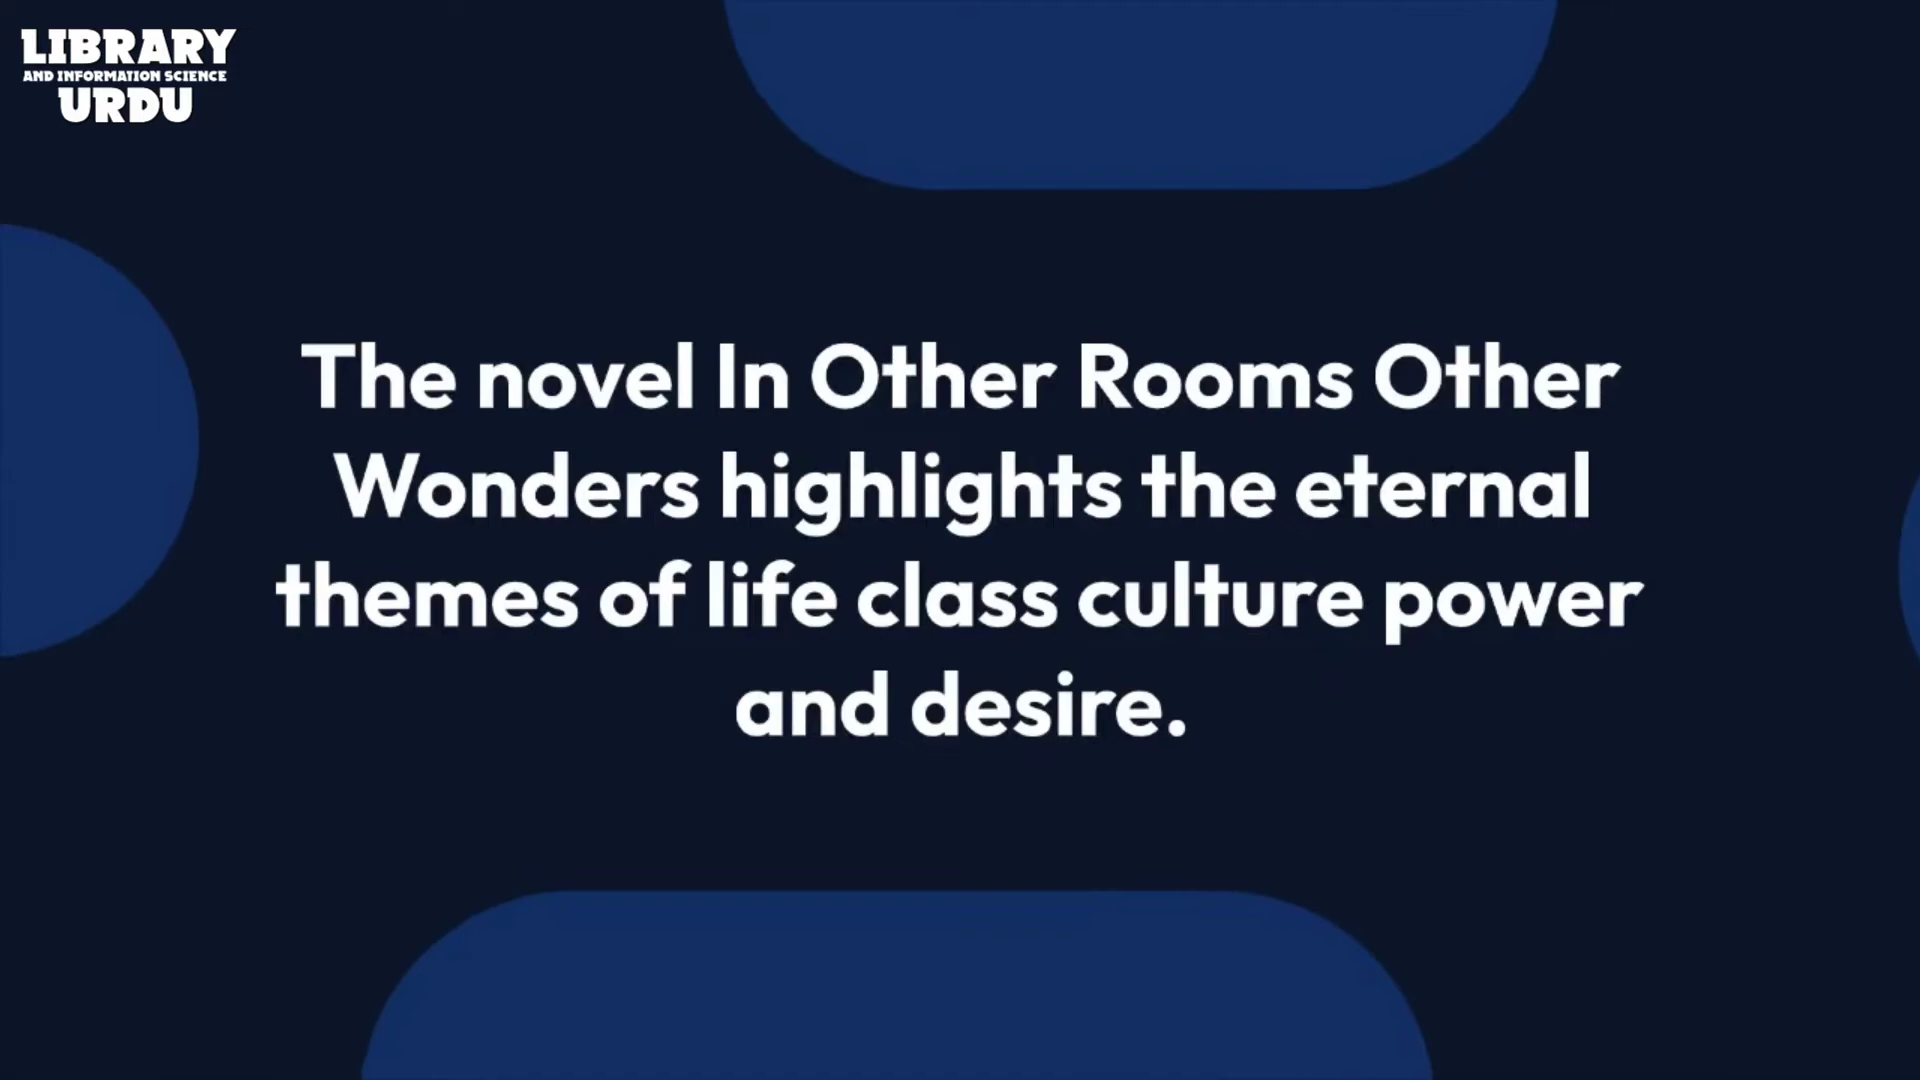 LIBRARY
AND INFORMATION SCIENCE
URDU
The novel In Other Rooms Other
Wonders highlights the eternal
themes of life class culture power
and desire.